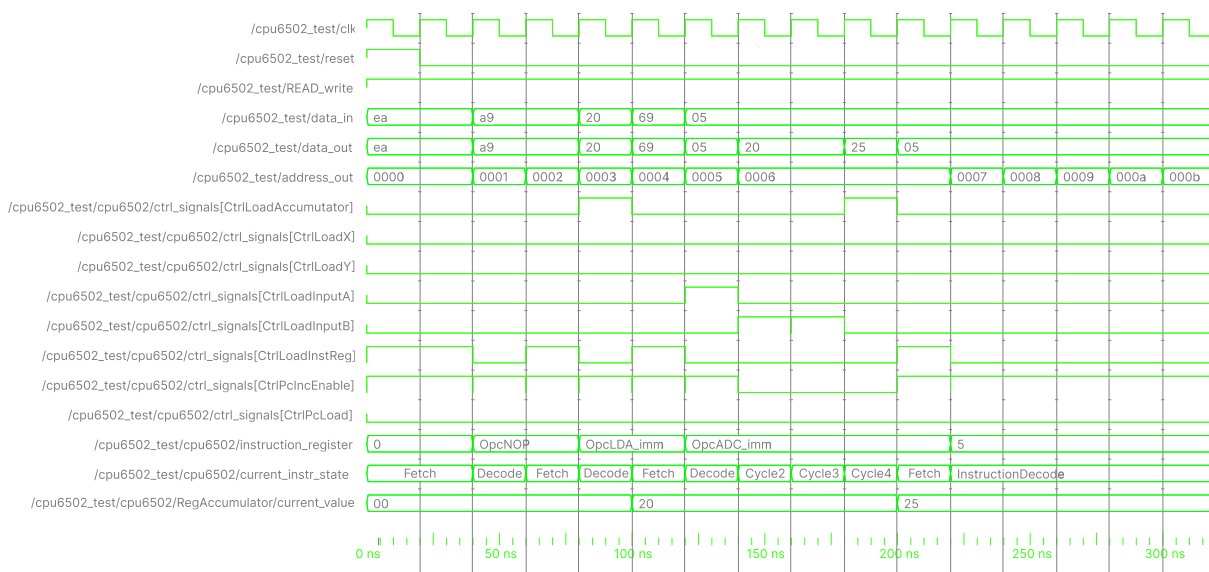 /cpu6502_test/clk
/cpu6502_test/reset
/cpu6502_test/READ_write
/cpu6502_test/data_in ea a9 20 69 05
/cpu6502_test/data_out ea a9 20 69 05 20 25 05
/cpu6502_test/address_out 0000 0001 0002 0003 0004 0005 0006 0007 0008 0009 000a 000b
/cpu6502_test/cpu6502/ctrl_signals[CtrlLoadAccumutator]
/cpu6502_test/cpu6502/ctrl_signals[CtrlLoadX]
/cpu6502_test/cpu6502/ctrl_signals[CtrlLoadY]
/cpu6502_test/cpu6502/ctrl_signals[CtrlLoadInputA]
/cpu6502_test/cpu6502/ctrl_signals[CtrlLoadInputB]
/cpu6502_test/cpu6502/ctrl_signals[CtrlLoadInstReg]
/cpu6502_test/cpu6502/ctrl_signals[CtrlPcIncEnable]
/cpu6502_test/cpu6502/ctrl_signals[CtrlPcLoad]
/cpu6502_test/cpu6502/instruction_register 0 OpcNOP OpcLDA_imm OpcADC_imm 5
/cpu6502_test/cpu6502/current_instr_state Fetch Decode Fetch Decode Fetch Decode Cycle2 Cycle3 Cycle4 Fetch InstructionDecode
/cpu6502_test/cpu6502/RegAccumulator/current_value 00 20 25
0 ns 50 ns 100 ns 150 ns 200 ns 250 ns 300 ns